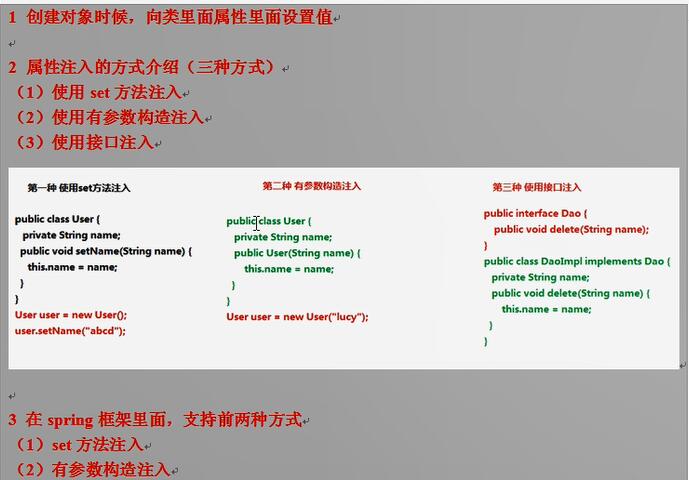 1 创建对象时候，向类里面属性里面设置值
2 属性注入的方式介绍（三种方式）
（1）使用 set 方法注入
（2）使用有参数构造注入
（3）使用接口注入
第一种 使用set方法注入
public class User {
private String name;
public void setName(String name) {
this.name = name;
}
}
User user = new User();
user.setName("abcd");
第二种 有参数构造注入
public class User {
private String name;
public User(String name) {
this.name = name;
}
}
User user = new User("lucy");
第三种 使用接口注入
public interface Dao {
public void delete(String name);
}
public class DaoImpl implements Dao {
private String name;
public void delete(String name) {
this.name = name;
}
}
3 在 spring 框架里面，支持前两种方式
（1）set 方法注入
（2）有参数构造注入